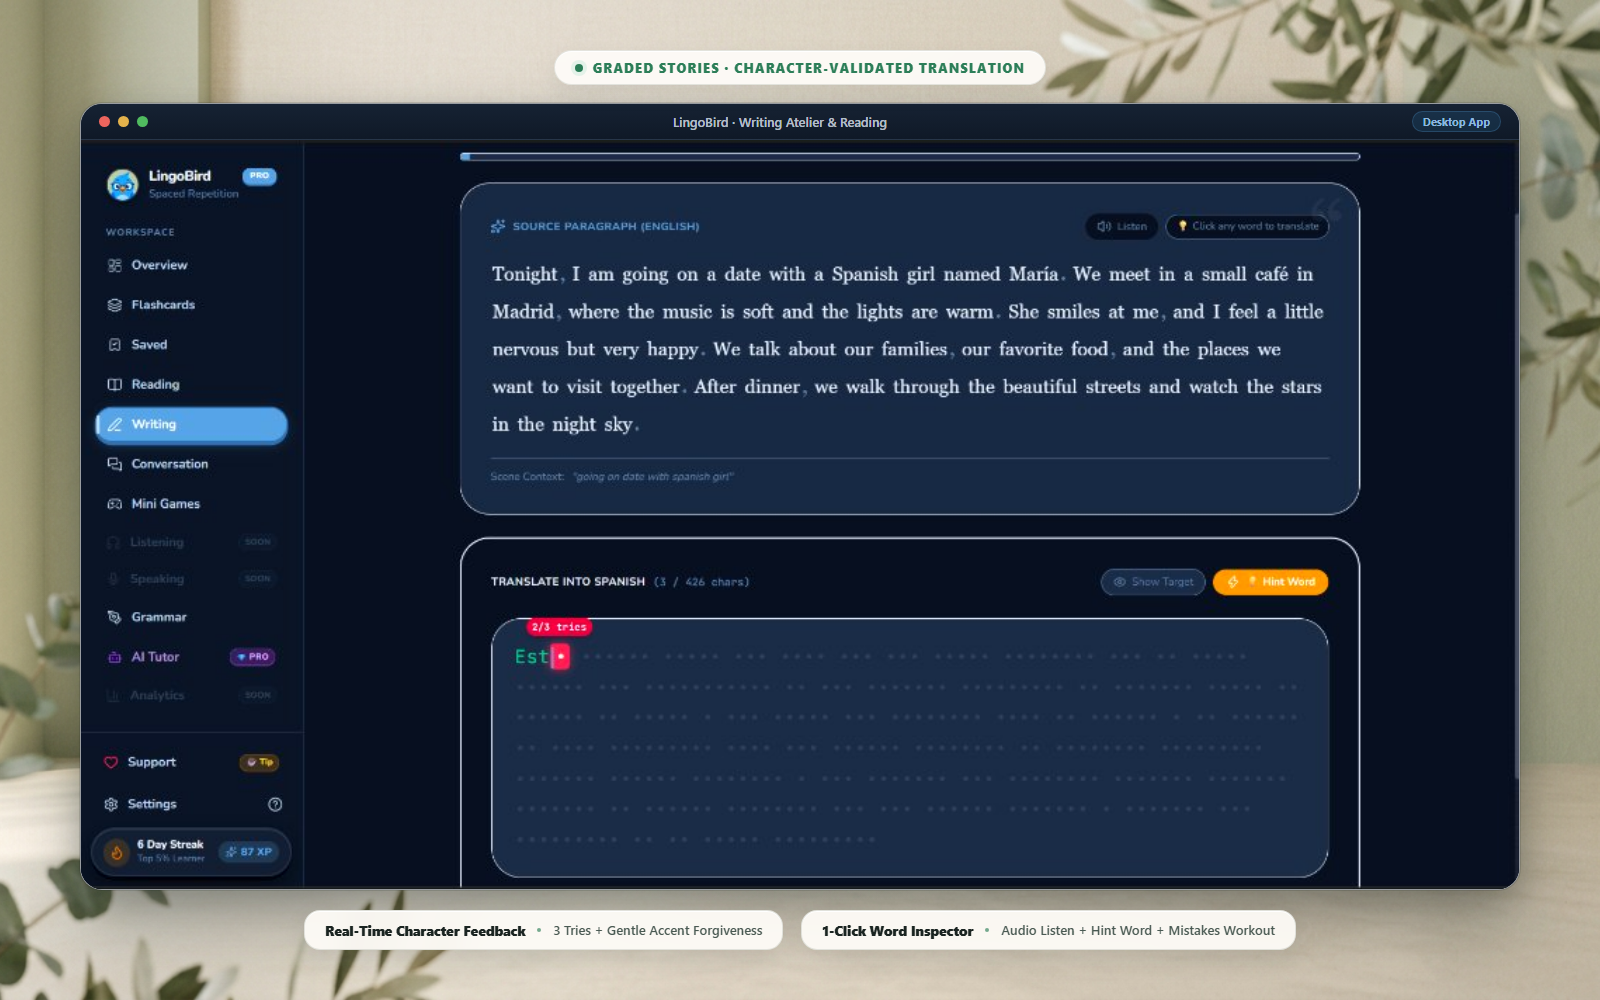 GRADED STORIES · CHARACTER-VALIDATED TRANSLATION
LingoBird · Writing Atelier & Reading
Desktop App
LingoBird
PRO
Spaced Repetition
WORKSPACE
Overview
Flashcards
Saved
Reading
Writing
Conversation
Mini Games
Listening SOON
Speaking SOON
Grammar
AI Tutor PRO
Analytics SOON
Support Tip
Settings
6 Day Streak
Top 5% Learner
87 XP
SOURCE PARAGRAPH (ENGLISH)
Listen
Click any word to translate
Tonight, I am going on a date with a Spanish girl named María. We meet in a small café in
Madrid, where the music is soft and the lights are warm. She smiles at me, and I feel a little
nervous but very happy. We talk about our families, our favorite food, and the places we
want to visit together. After dinner, we walk through the beautiful streets and watch the stars
in the night sky.
Scene Context: "going on date with spanish girl"
TRANSLATE INTO SPANISH (3 / 426 chars)
Show Target
Hint Word
2/3 tries
Est
Real-Time Character Feedback • 3 Tries + Gentle Accent Forgiveness
1-Click Word Inspector • Audio Listen + Hint Word + Mistakes Workout